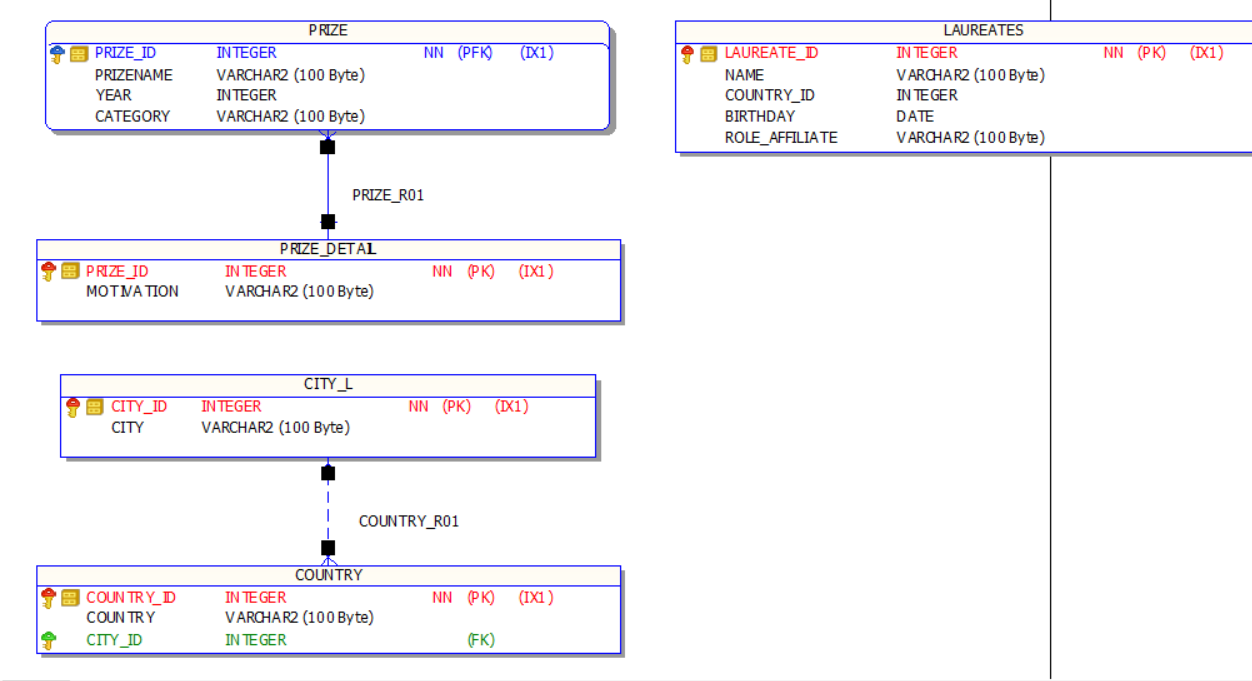 PRIZE
PRIZE_ID INTEGER NN (PFK) (IX1)
PRIZENAME VARCHAR2 (100 Byte)
YEAR INTEGER
CATEGORY VARCHAR2 (100 Byte)
LAUREATES
LAUREATE_ID INTEGER NN (PK) (IX1)
NAME VARCHAR2 (100 Byte)
COUNTRY_ID INTEGER
BIRTHDAY DATE
ROLE_AFFILIATE VARCHAR2 (100 Byte)
PRIZE_R01
PRIZE_DETAIL
PRIZE_ID INTEGER NN (PK) (IX1)
MOTIVATION VARCHAR2 (100 Byte)
CITY_L
CITY_ID INTEGER NN (PK) (IX1)
CITY VARCHAR2 (100 Byte)
COUNTRY_R01
COUNTRY
COUNTRY_ID INTEGER NN (PK) (IX1)
COUNTRY VARCHAR2 (100 Byte)
CITY_ID INTEGER (FK)